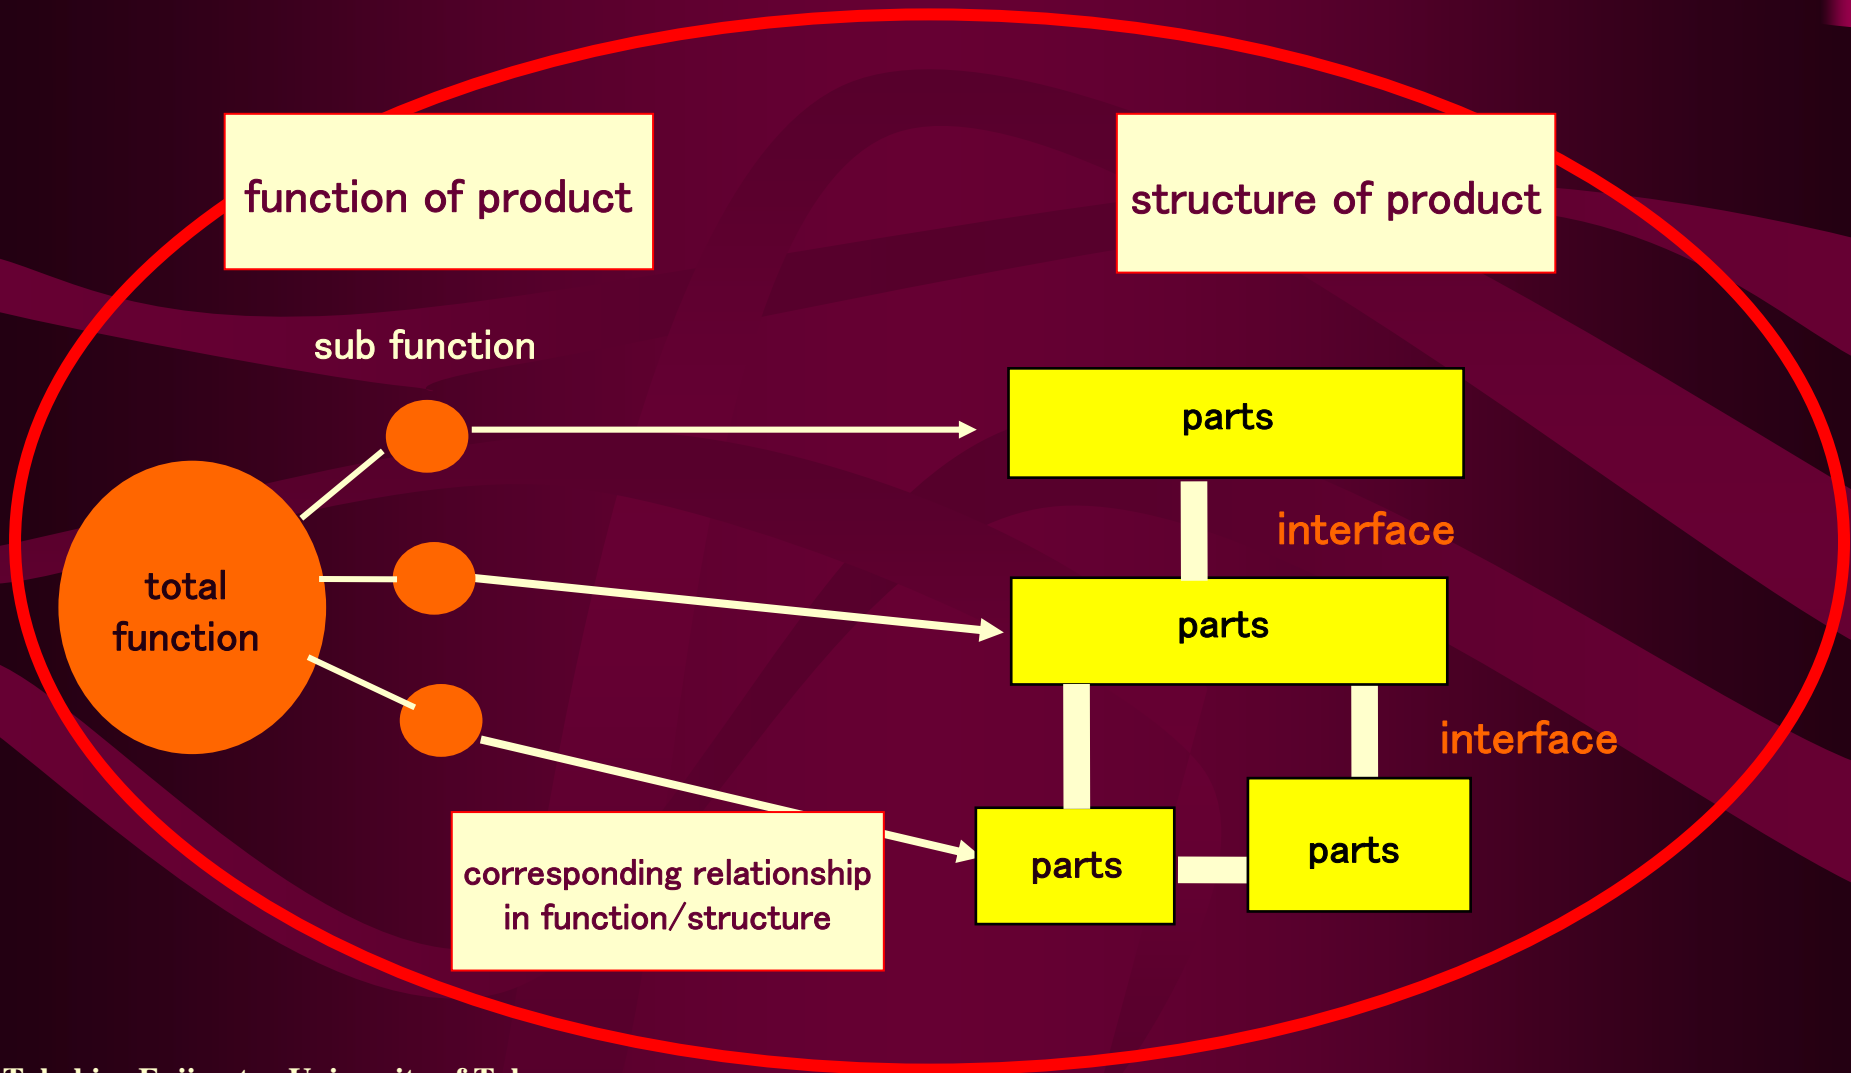 function of product
structure of product
sub function
parts
interface
total
function
parts
interface
parts
parts
corresponding relationship
in function/structure